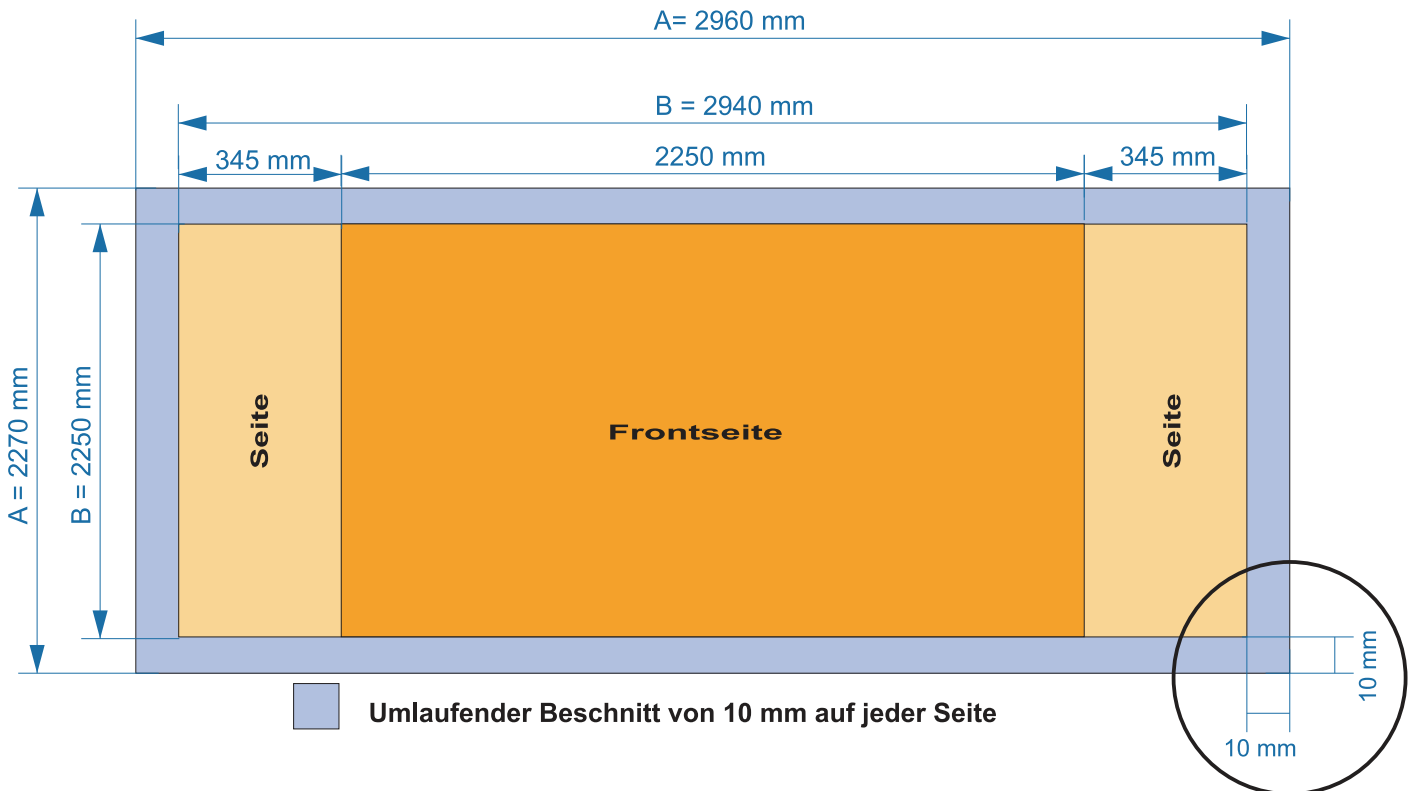 A= 2960 mm
B = 2940 mm
345 mm
2250 mm
345 mm
A = 2270 mm
B = 2250 mm
Seite
Frontseite
Seite
10 mm
10 mm
Umlaufender Beschnitt von 10 mm auf jeder Seite